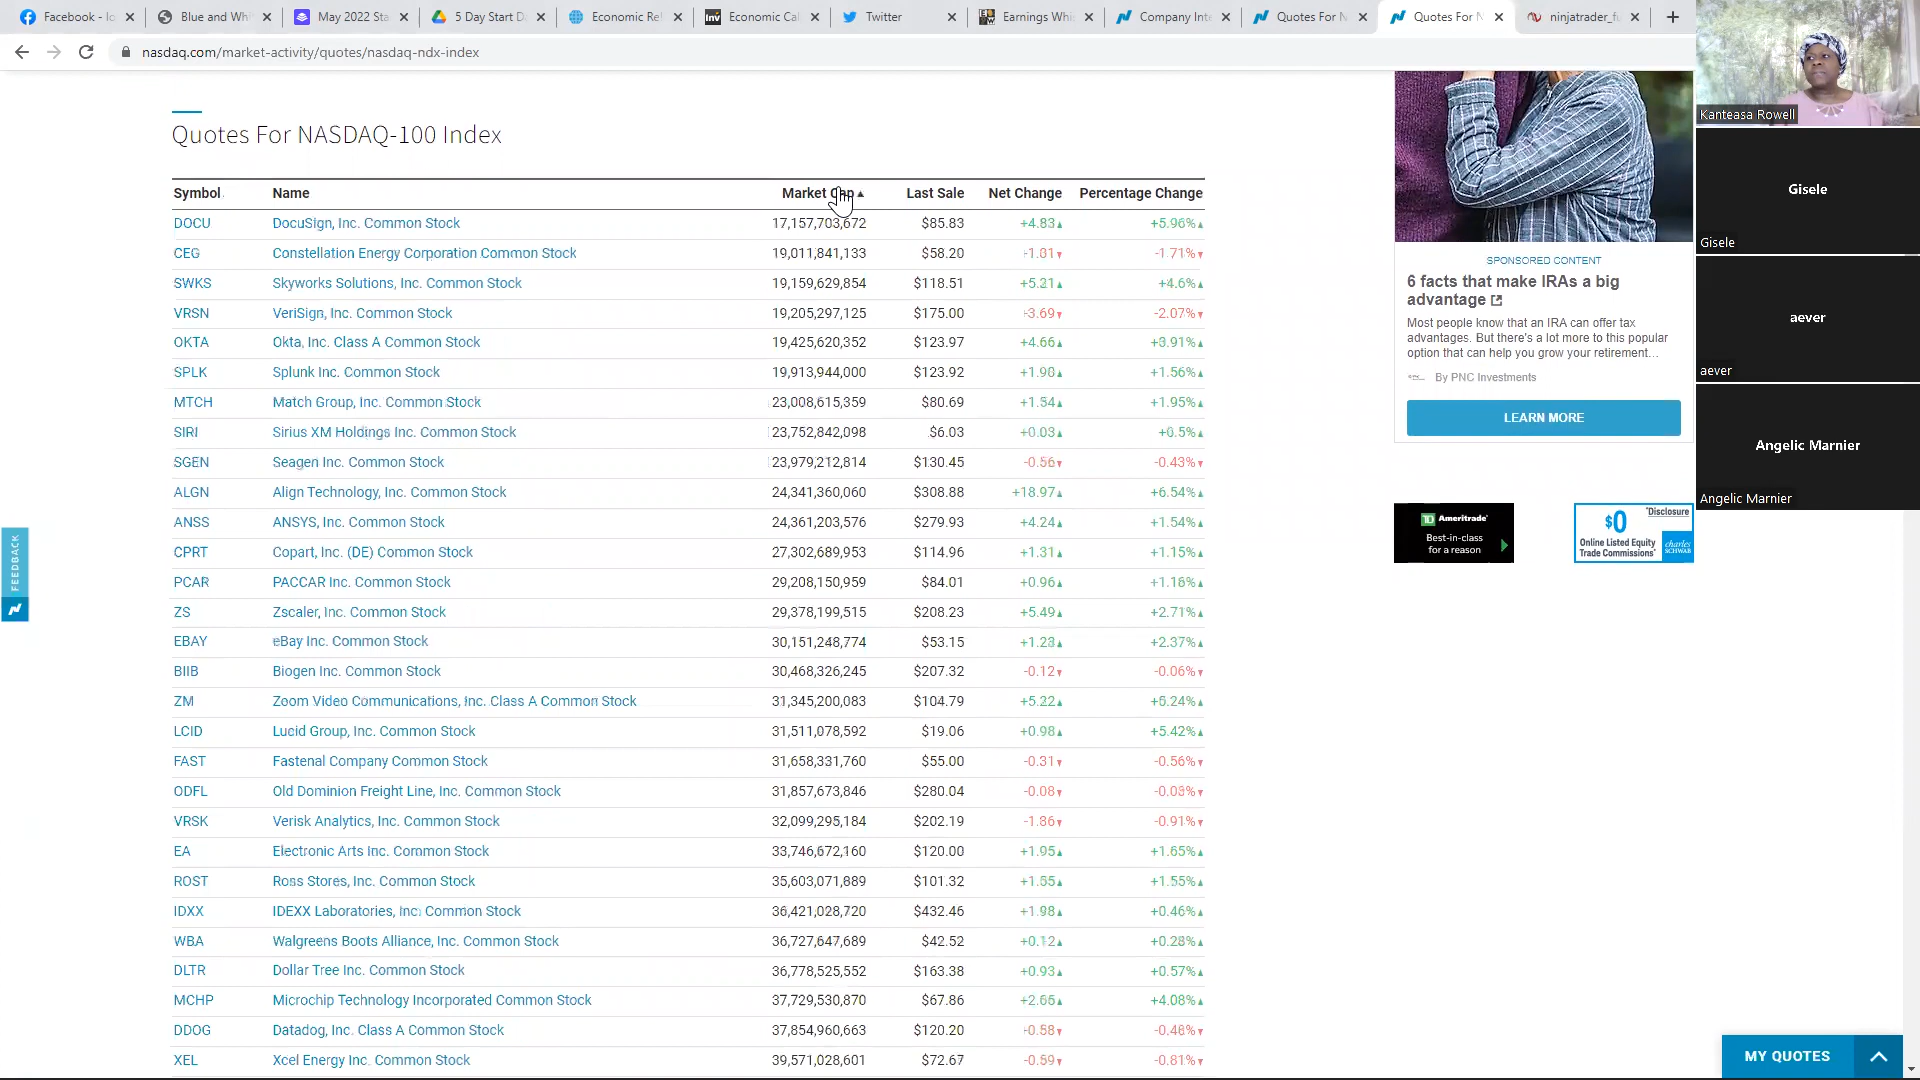 Facebook - lo
Blue and Whi
May 2022 Sta
5 Day Start D
Economic Re
Economic Cal
Twitter
Earnings Whis
Company Inte
Quotes For N
Quotes For N
ninjatrader_fu
nasdaq.com/market-activity/quotes/nasdaq-ndx-index
Quotes For NASDAQ-100 Index
Symbol Name Market Cap Last Sale Net Change Percentage Change
DOCU DocuSign, Inc. Common Stock 17,157,703,672 $85.83 +4.83 +5.96%
CEG Constellation Energy Corporation Common Stock 19,011,841,133 $58.20 -1.01 -1.71%
SWKS Skyworks Solutions, Inc. Common Stock 19,159,629,854 $118.51 +5.21 +4.6%
VRSN VeriSign, Inc. Common Stock 19,205,297,125 $175.00 -3.69 -2.07%
OKTA Okta, Inc. Class A Common Stock 19,425,620,352 $123.97 +4.66 +3.91%
SPLK Splunk Inc. Common Stock 19,913,944,000 $123.92 +1.90 +1.56%
MTCH Match Group, Inc. Common Stock 23,008,615,359 $80.69 +1.54 +1.95%
SIRI Sirius XM Holdings Inc. Common Stock 23,752,842,098 $6.03 +0.03 +0.5%
SGEN Seagen Inc. Common Stock 23,979,212,814 $130.45 -0.56 -0.43%
ALGN Align Technology, Inc. Common Stock 24,341,360,060 $308.88 +18.97 +6.54%
ANSS ANSYS, Inc. Common Stock 24,361,203,576 $279.93 +4.24 +1.54%
CPRT Copart, Inc. (DE) Common Stock 27,302,689,953 $114.96 +1.31 +1.15%
PCAR PACCAR Inc. Common Stock 29,208,150,959 $84.01 +0.96 +1.16%
ZS Zscaler, Inc. Common Stock 29,378,199,515 $208.23 +5.49 +2.71%
EBAY eBay Inc. Common Stock 30,151,248,774 $53.15 +1.23 +2.37%
BIIB Biogen Inc. Common Stock 30,468,326,245 $207.32 -0.12 -0.06%
ZM Zoom Video Communications, Inc. Class A Common Stock 31,345,200,083 $104.79 +5.22 +5.24%
LCID Lucid Group, Inc. Common Stock 31,511,078,592 $19.06 +0.98 +5.42%
FAST Fastenal Company Common Stock 31,658,331,760 $55.00 -0.31 -0.56%
ODFL Old Dominion Freight Line, Inc. Common Stock 31,857,673,846 $280.04 -0.08 -0.03%
VRSK Verisk Analytics, Inc. Common Stock 32,099,295,184 $202.19 -1.86 -0.91%
EA Electronic Arts Inc. Common Stock 33,746,672,160 $120.00 +1.95 +1.65%
ROST Ross Stores, Inc. Common Stock 35,603,071,889 $101.32 +1.55 +1.55%
IDXX IDEXX Laboratories, Inc. Common Stock 36,421,028,720 $432.46 +1.98 +0.46%
WBA Walgreens Boots Alliance, Inc. Common Stock 36,727,647,689 $42.52 +0.12 +0.28%
DLTR Dollar Tree Inc. Common Stock 36,778,525,552 $163.38 +0.93 +0.57%
MCHP Microchip Technology Incorporated Common Stock 37,729,530,870 $67.86 +2.66 +4.08%
DDOG Datadog, Inc. Class A Common Stock 37,854,960,663 $120.20 -0.58 -0.48%
XEL Xcel Energy Inc. Common Stock 39,571,028,601 $72.67 -0.59 -0.81%
FEEDBACK
SPONSORED CONTENT
6 facts that make IRAs a big
advantage
Most people know that an IRA can offer tax
advantages. But there's a lot more to this popular
option that can help you grow your retirement...
By PNC Investments
LEARN MORE
TD Ameritrade
Best-in-class
for a reason
*Disclosure
$0
Online Listed Equity
Trade Commissions*
charles
SCHWAB
MY QUOTES
Kanteasa Rowell
Gisele
Gisele
aever
aever
Angelic Marnier
Angelic Marnier